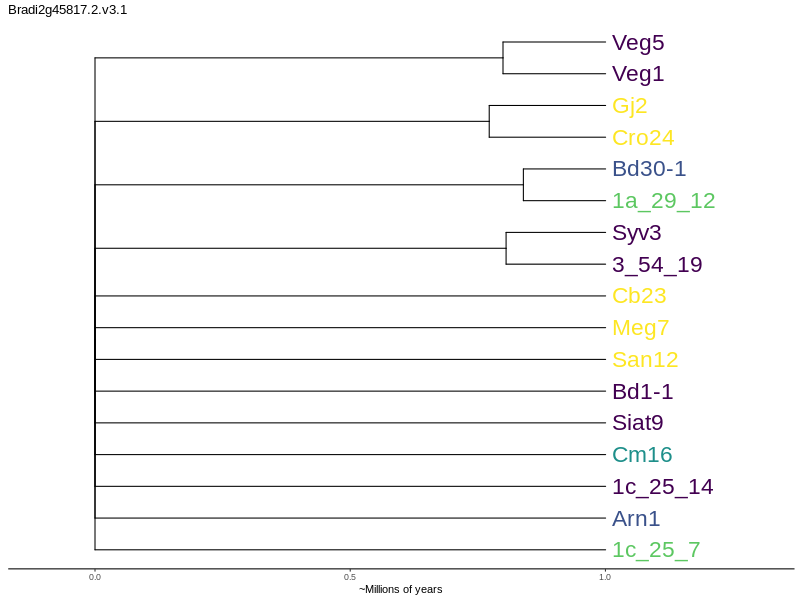 Bradi2g45817.2.v3.1
Veg5
Veg1
Gj2
Cro24
Bd30-1
1a_29_12
Syv3
3_54_19
Cb23
Meg7
San12
Bd1-1
Siat9
Cm16
1c_25_14
Arn1
1c_25_7
0.0 0.5 1.0
~Millions of years